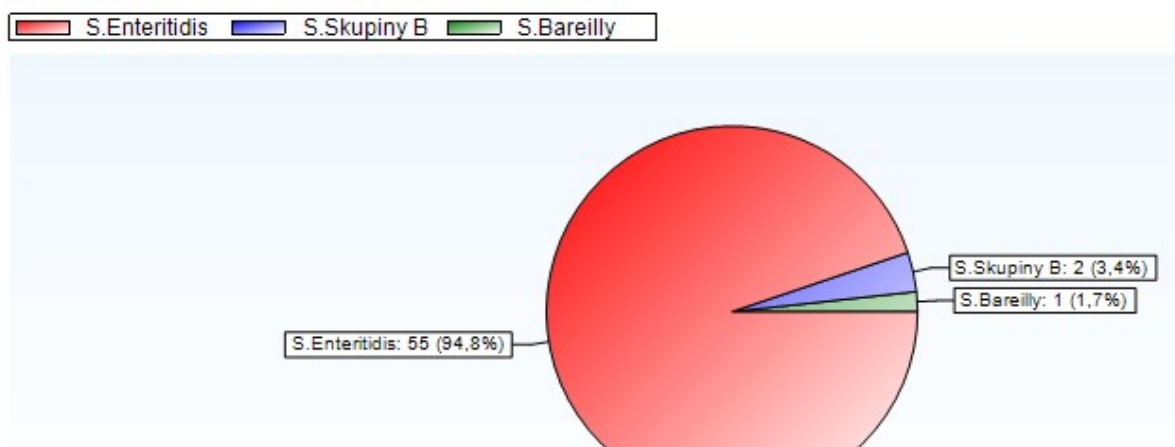 S.Enteritidis S.Skupiny B S.Bareilly
S.Skupiny B: 2 (3,4%)
S.Bareilly: 1 (1,7%)
S.Enteritidis: 55 (94,8%)